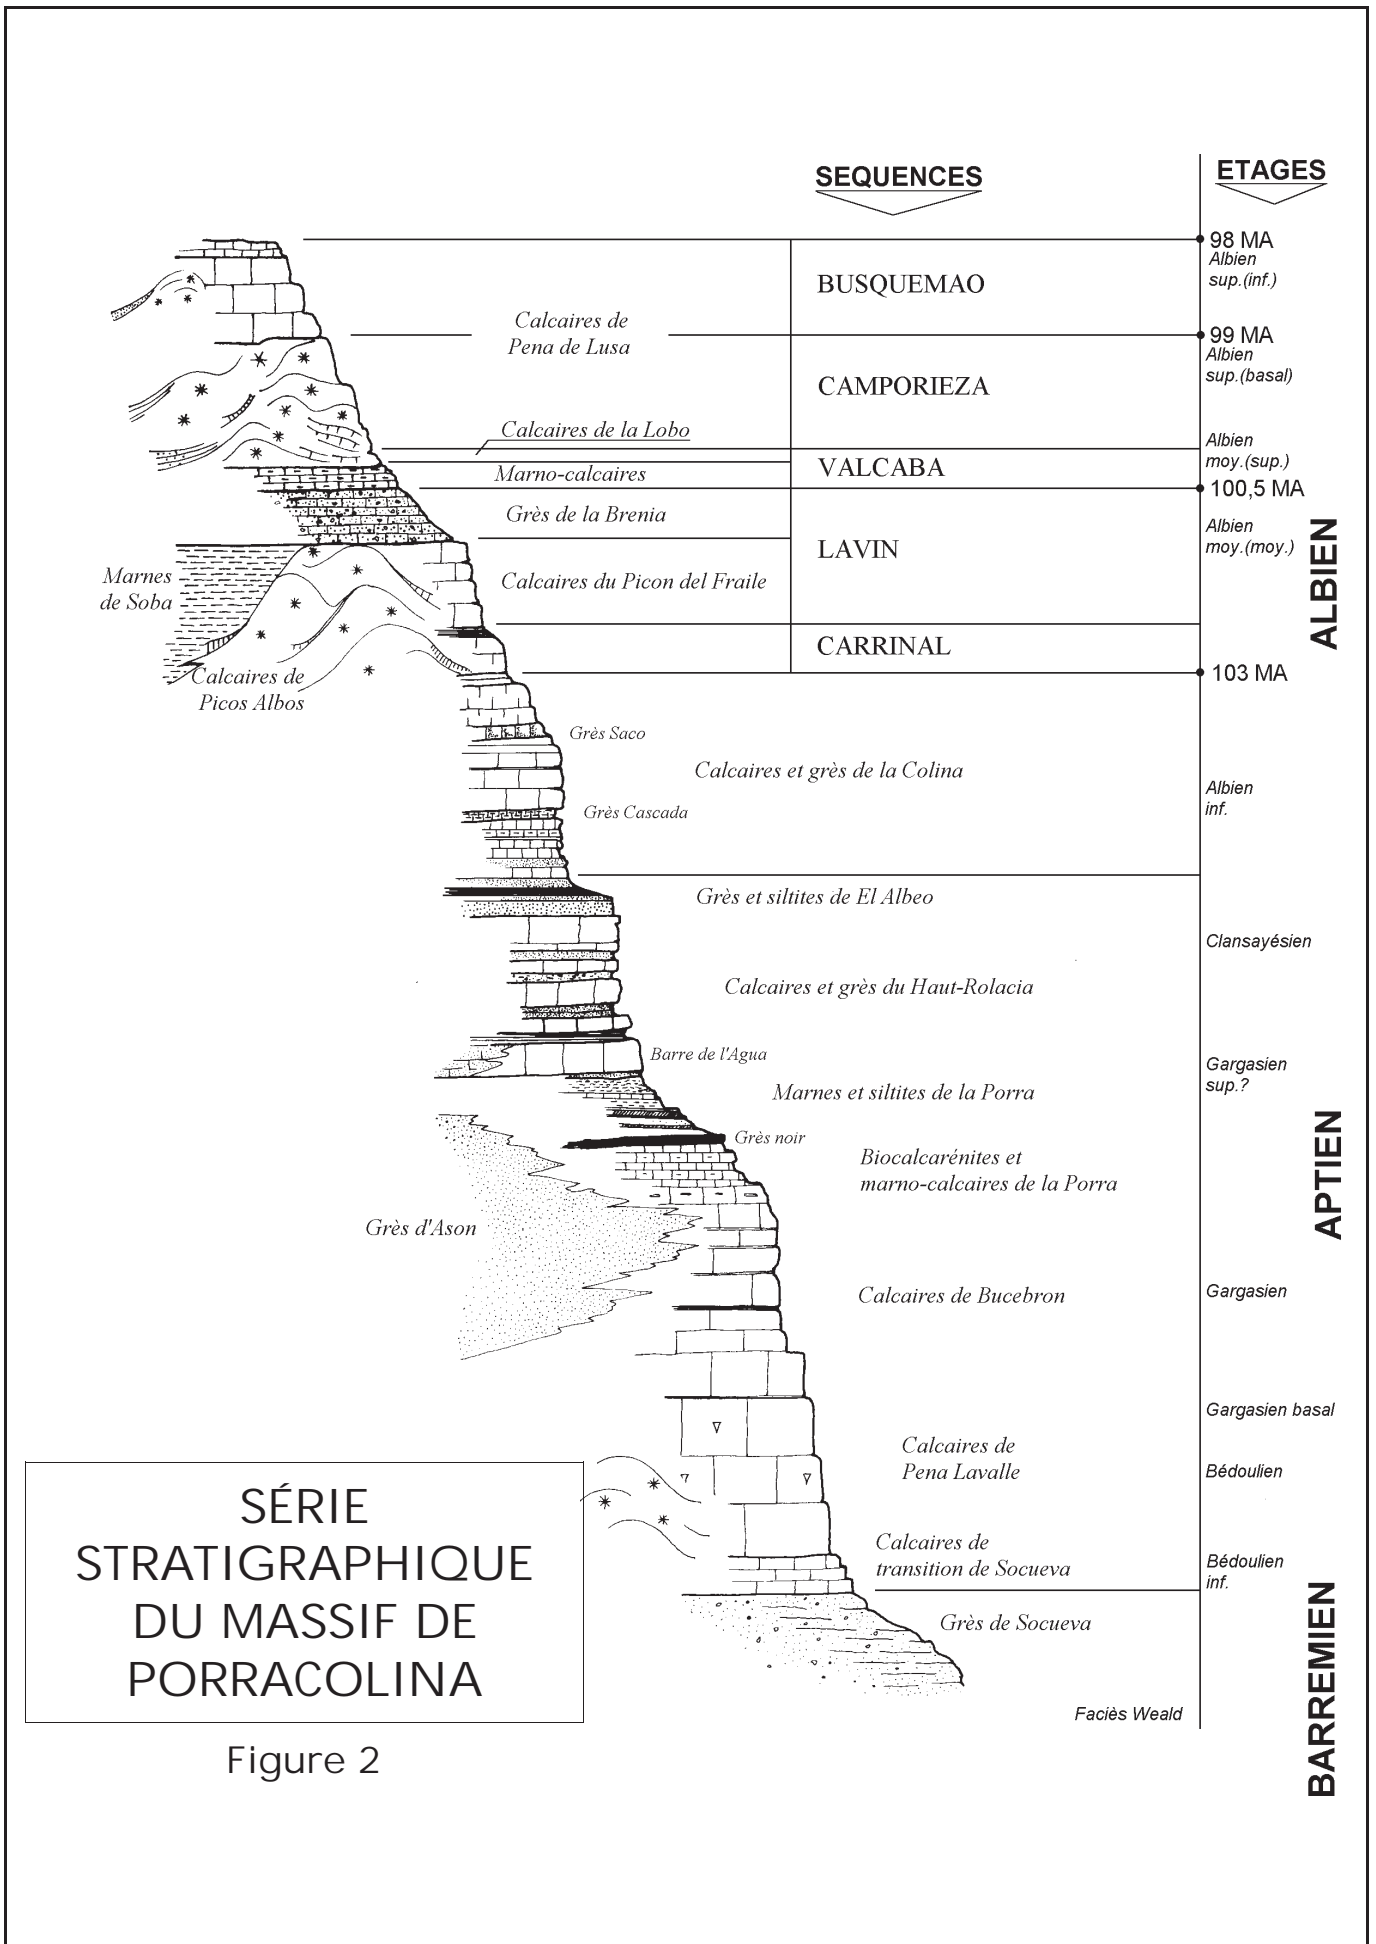 SEQUENCES
ETAGES
98 MA
Albien
sup.(inf.)
BUSQUEMAO
Calcaires de
Pena de Lusa
99 MA
Albien
sup.(basal)
CAMPORIEZA
Calcaires de la Lobo
Albien
moy.(sup.)
VALCABA
Marno-calcaires
100,5 MA
Grès de la Brenia
Albien
moy.(moy.)
LAVIN
ALBIEN
Marnes
de Soba
Calcaires du Picon del Fraile
CARRINAL
Calcaires de
Picos Albos
103 MA
Grès Saco
Calcaires et grès de la Colina
Albien
inf.
Grès Cascada
Grès et siltites de El Albeo
Clansayésien
Calcaires et grès du Haut-Rolacia
Barre de l'Agua
Gargasien
sup.?
Marnes et siltites de la Porra
Grès noir
Biocalcarénites et
marno-calcaires de la Porra
APTIEN
Grès d'Ason
Calcaires de Bucebron
Gargasien
Gargasien basal
Calcaires de
Pena Lavalle
Bédoulien
Calcaires de
transition de Socueva
Bédoulien
inf.
Grès de Socueva
BARREMIEN
Faciès Weald
SÉRIE
STRATIGRAPHIQUE
DU MASSIF DE
PORRACOLINA
Figure 2